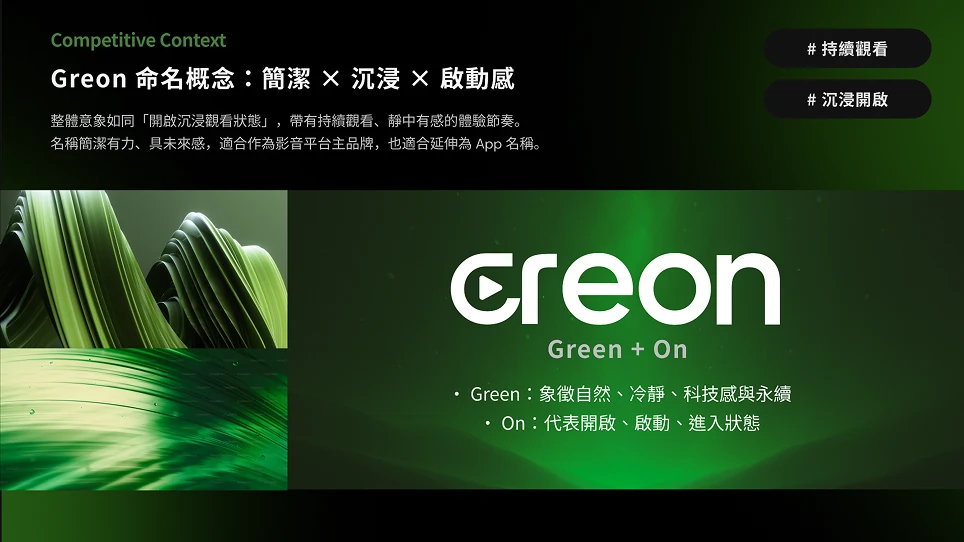 Competitive Context
Greon 命名概念：簡潔 × 沉浸 × 啟動感
整體意象如同「開啟沉浸觀看狀態」，帶有持續觀看、靜中有感的體驗節奏。
名稱簡潔有力、具未來感，適合作為影音平台主品牌，也適合延伸為 App 名稱。
# 持續觀看
# 沉浸開啟
Greon
Green + On
• Green：象徵自然、冷靜、科技感與永續
• On：代表開啟、啟動、進入狀態